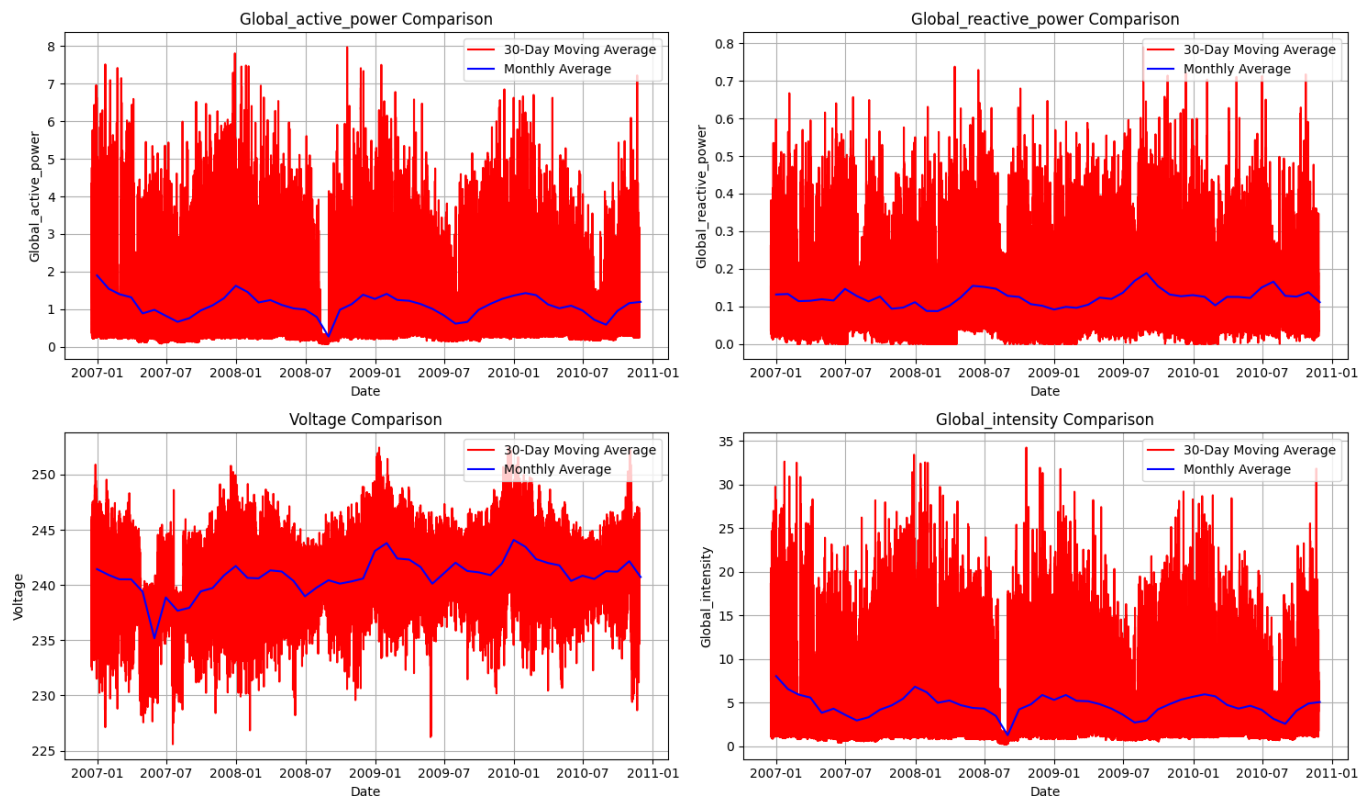 Global_active_power Comparison
Global_active_power
8
7
6
5
4
3
2
1
0
30-Day Moving Average
Monthly Average
2007-01 2007-07 2008-01 2008-07 2009-01 2009-07 2010-01 2010-07 2011-01
Date
Global_reactive_power Comparison
Global_reactive_power
0.8
0.7
0.6
0.5
0.4
0.3
0.2
0.1
0.0
30-Day Moving Average
Monthly Average
2007-01 2007-07 2008-01 2008-07 2009-01 2009-07 2010-01 2010-07 2011-01
Date
Voltage Comparison
Voltage
250
245
240
235
230
225
30-Day Moving Average
Monthly Average
2007-01 2007-07 2008-01 2008-07 2009-01 2009-07 2010-01 2010-07 2011-01
Date
Global_intensity Comparison
Global_intensity
35
30
25
20
15
10
5
0
30-Day Moving Average
Monthly Average
2007-01 2007-07 2008-01 2008-07 2009-01 2009-07 2010-01 2010-07 2011-01
Date